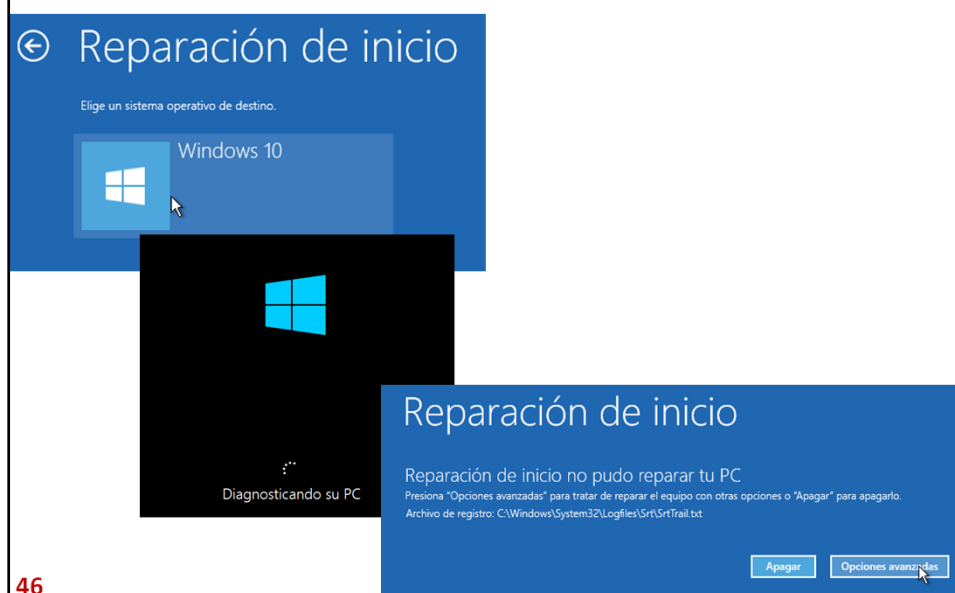 Reparación de inicio
Elige un sistema operativo de destino.
Windows 10
Diagnosticando su PC
Reparación de inicio
Reparación de inicio no pudo reparar tu PC
Presiona "Opciones avanzadas" para tratar de reparar el equipo con otras opciones o "Apagar" para apagarlo.
Archivo de registro: C:\Windows\System32\Logfiles\Srt\SrtTrail.txt
Apagar
Opciones avanzadas
46